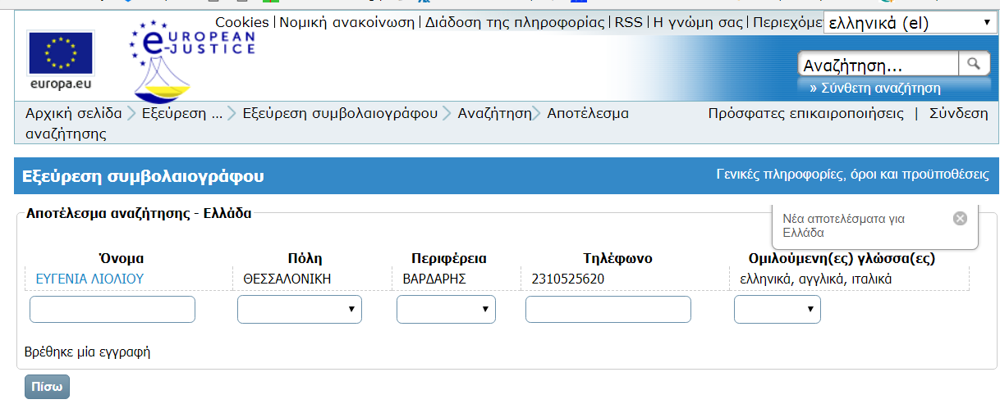 Cookies | Νομική ανακοίνωση | Διάδοση της πληροφορίας | RSS | Η γνώμη σας | Περιεχόμε
ελληνικά (el)
EUROPEAN
e-JUSTICE
europa.eu
Αναζήτηση...
» Σύνθετη αναζήτηση
Αρχική σελίδα Εξεύρεση ... Εξεύρεση συμβολαιογράφου Αναζήτηση Αποτέλεσμα
αναζήτησης
Πρόσφατες επικαιροποιήσεις | Σύνδεση
Εξεύρεση συμβολαιογράφου
Γενικές πληροφορίες, όροι και προϋποθέσεις
Αποτέλεσμα αναζήτησης - Ελλάδα
Νέα αποτελέσματα για
Ελλάδα
Όνομα Πόλη Περιφέρεια Τηλέφωνο Ομιλούμενη(ες) γλώσσα(ες)
ΕΥΓΕΝΙΑ ΛΙΟΛΙΟΥ ΘΕΣΣΑΛΟΝΙΚΗ ΒΑΡΔΑΡΗΣ 2310525620 ελληνικά, αγγλικά, ιταλικά
Βρέθηκε μία εγγραφή
Πίσω